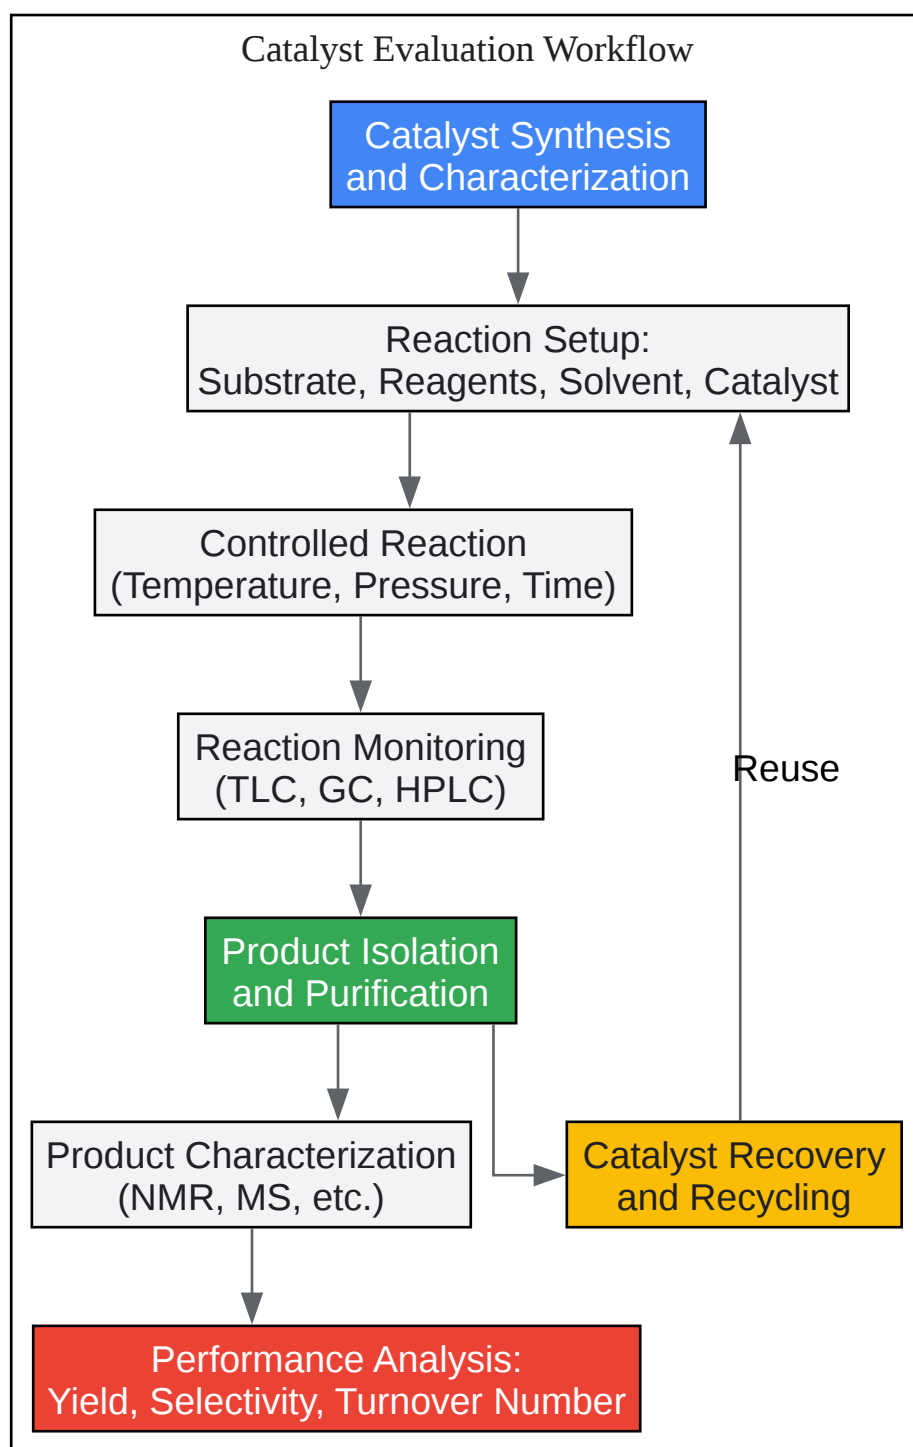 Catalyst Evaluation Workflow
Catalyst Synthesis
and Characterization
Reaction Setup:
Substrate, Reagents, Solvent, Catalyst
Controlled Reaction
(Temperature, Pressure, Time)
Reaction Monitoring
(TLC, GC, HPLC)
Reuse
Product Isolation
and Purification
Product Characterization
(NMR, MS, etc.)
Catalyst Recovery
and Recycling
Performance Analysis:
Yield, Selectivity, Turnover Number